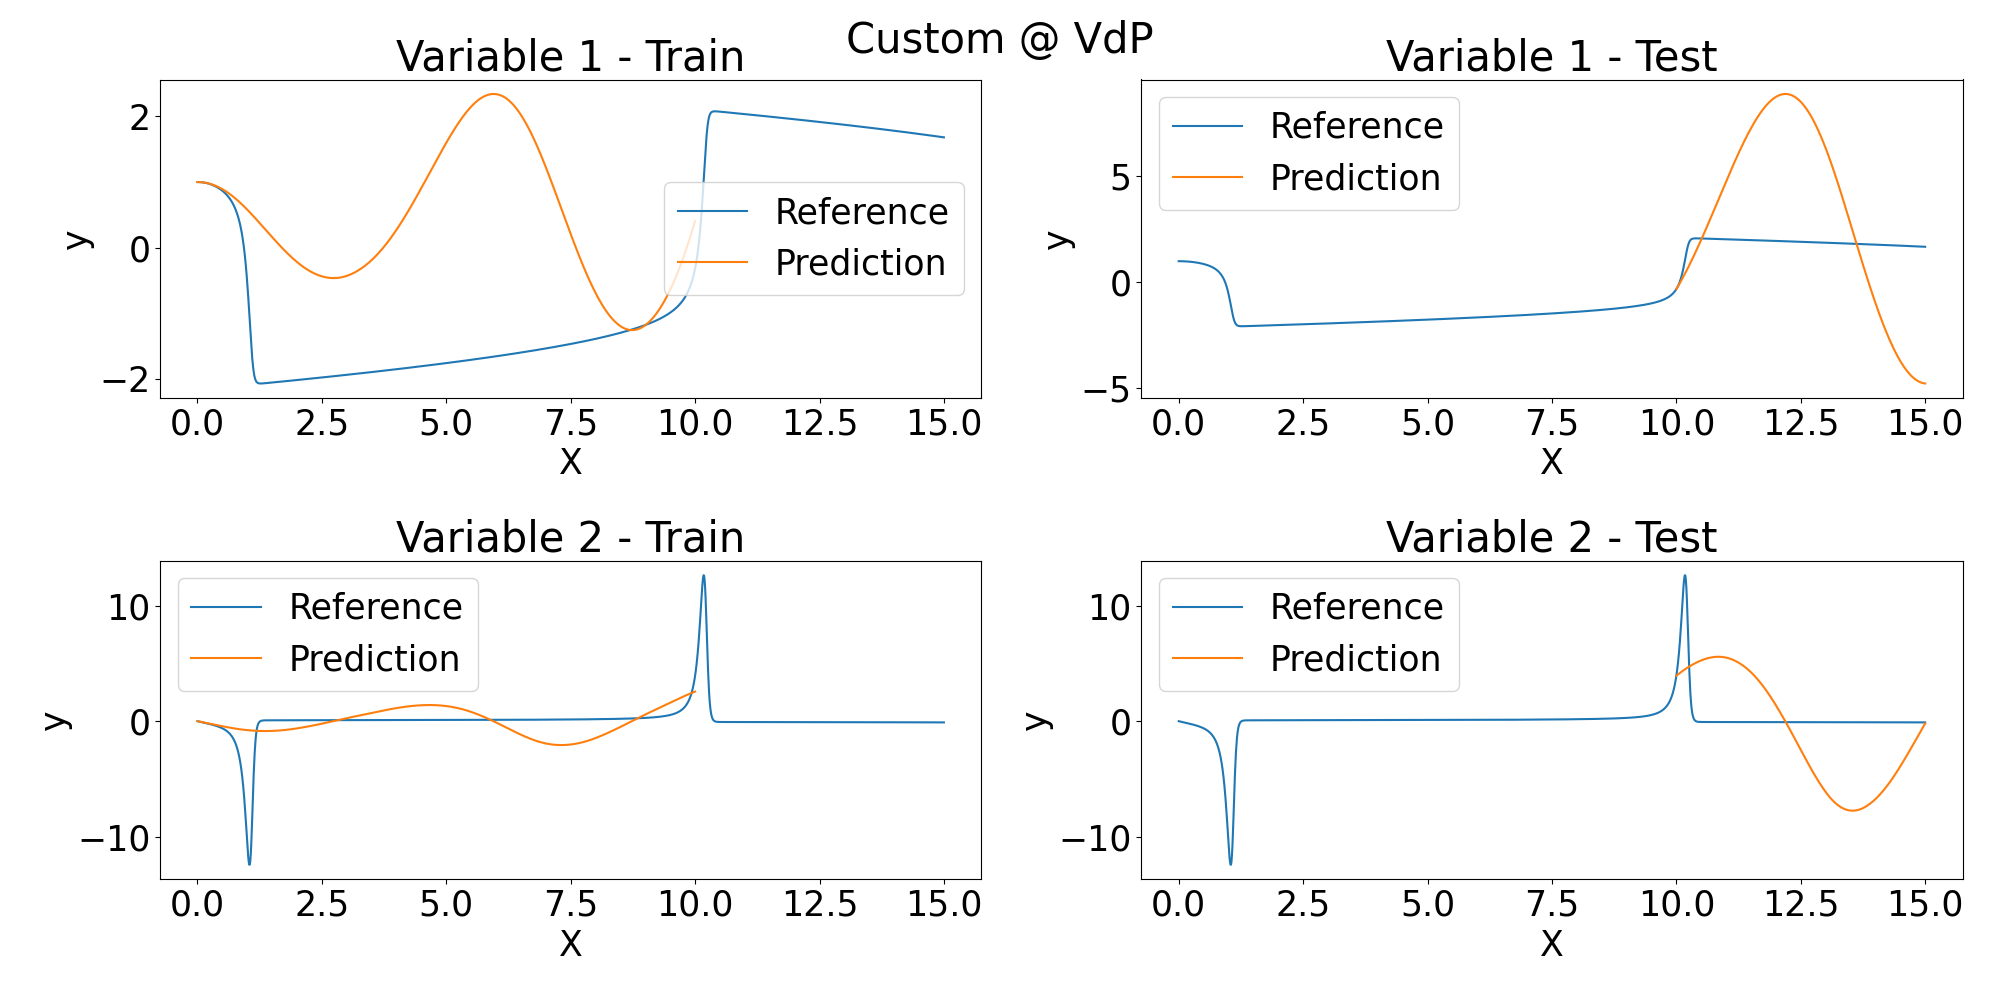 Custom @ VdP
Variable 1 - Train
2
0
−2
y
Reference
Prediction
0.0 2.5 5.0 7.5 10.0 12.5 15.0
X
Variable 1 - Test
5
0
−5
y
Reference
Prediction
0.0 2.5 5.0 7.5 10.0 12.5 15.0
X
Variable 2 - Train
10
0
−10
y
Reference
Prediction
0.0 2.5 5.0 7.5 10.0 12.5 15.0
X
Variable 2 - Test
10
0
−10
y
Reference
Prediction
0.0 2.5 5.0 7.5 10.0 12.5 15.0
X